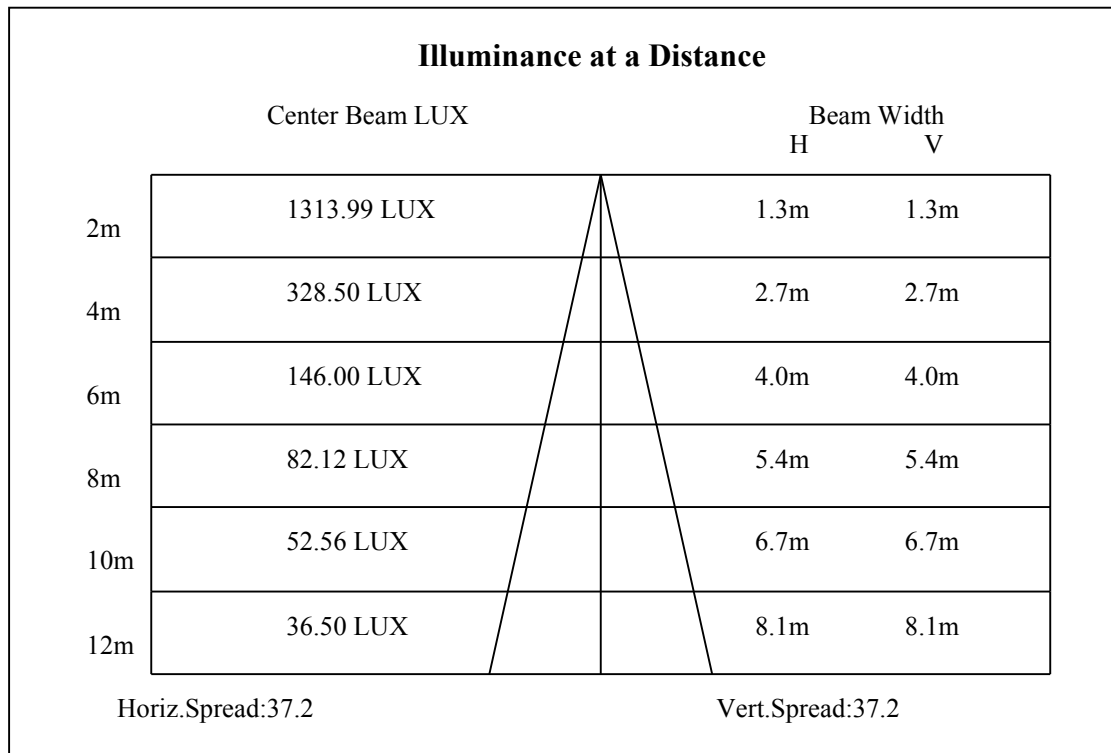 Illuminance at a Distance
Center Beam LUX Beam Width
H V
2m 1313.99 LUX 1.3m 1.3m
4m 328.50 LUX 2.7m 2.7m
6m 146.00 LUX 4.0m 4.0m
8m 82.12 LUX 5.4m 5.4m
10m 52.56 LUX 6.7m 6.7m
12m 36.50 LUX 8.1m 8.1m
Horiz.Spread:37.2 Vert.Spread:37.2